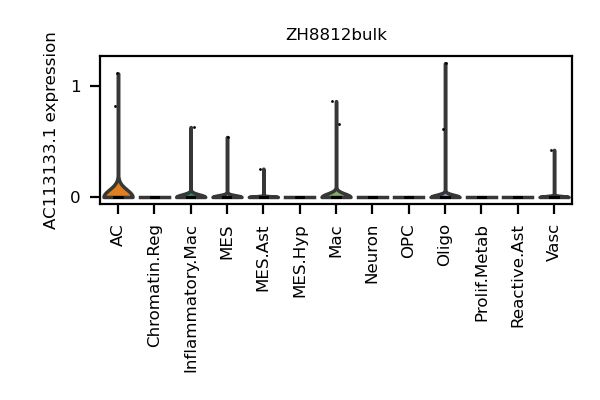 ZH8812bulk
AC113133.1 expression
1
0
AC
Chromatin.Reg
Inflammatory.Mac
MES
MES.Ast
MES.Hyp
Mac
Neuron
OPC
Oligo
Prolif.Metab
Reactive.Ast
Vasc